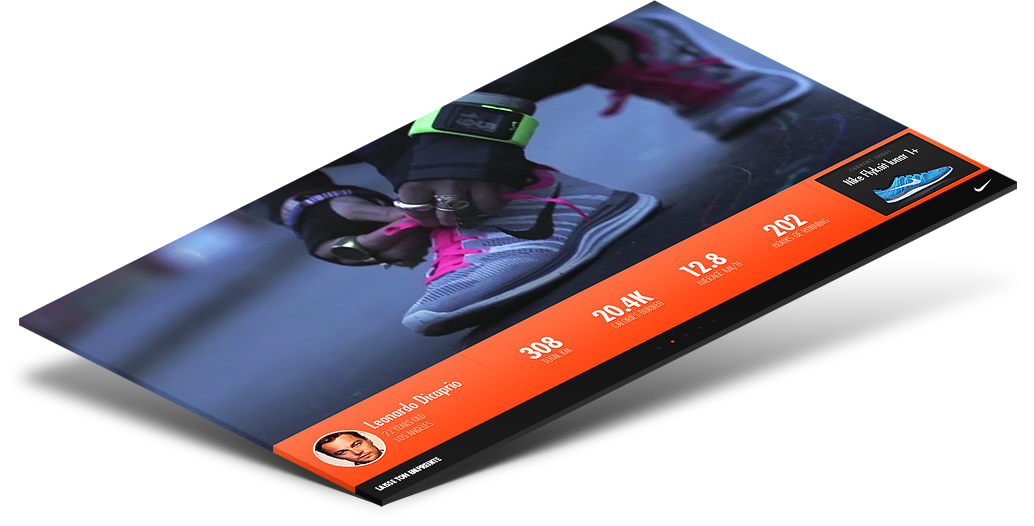 CURRENT SHOES
Nike Flyknit lunar 1+
202
HOURS OF RUNNING
12.8
AVERAGE KM/H
20.4K
CALORIES BURNED
308
TOTAL KM
Leonardo Dicaprio
22 YEARS OLD
LOS ANGELES
LAISSE TON EMPREINTE